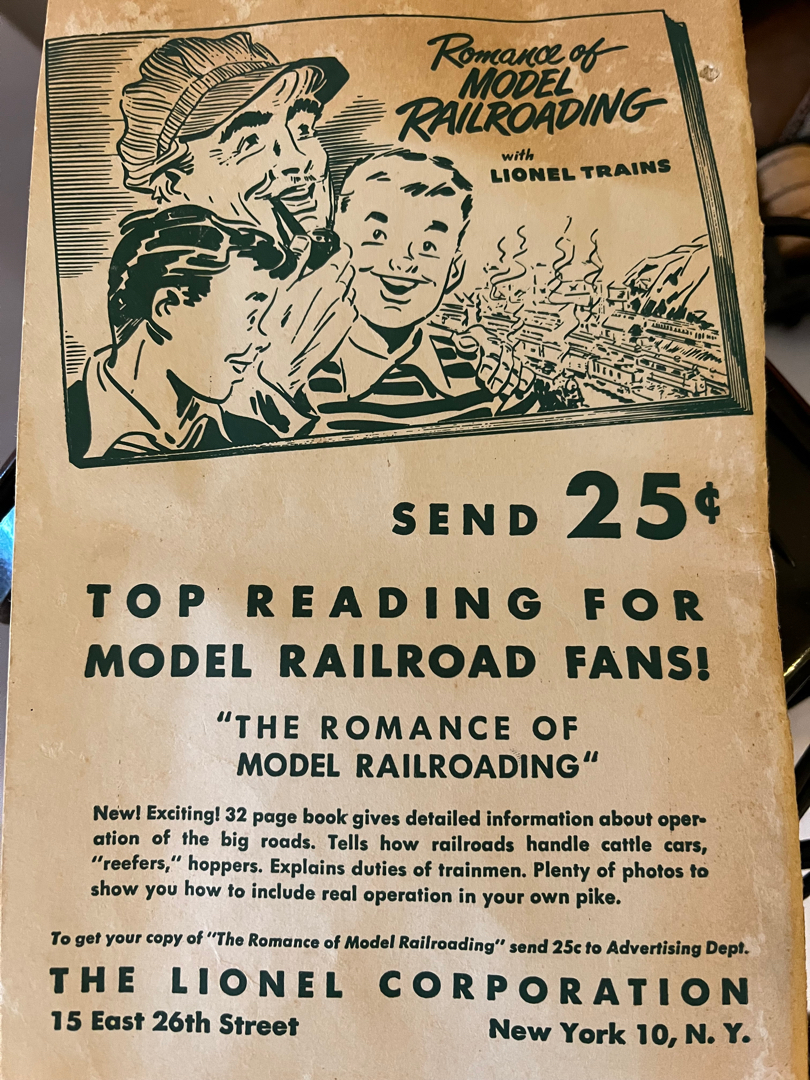 Romance of
MODEL
RAILROADING
with
LIONEL TRAINS
SEND 25¢
TOP READING FOR
MODEL RAILROAD FANS!
“THE ROMANCE OF
MODEL RAILROADING“
New! Exciting! 32 page book gives detailed information about oper-
ation of the big roads. Tells how railroads handle cattle cars,
“reefers,“ hoppers. Explains duties of trainmen. Plenty of photos to
show you how to include real operation in your own pike.
To get your copy of “The Romance of Model Railroading” send 25c to Advertising Dept.
THE LIONEL CORPORATION
15 East 26th Street New York 10, N. Y.